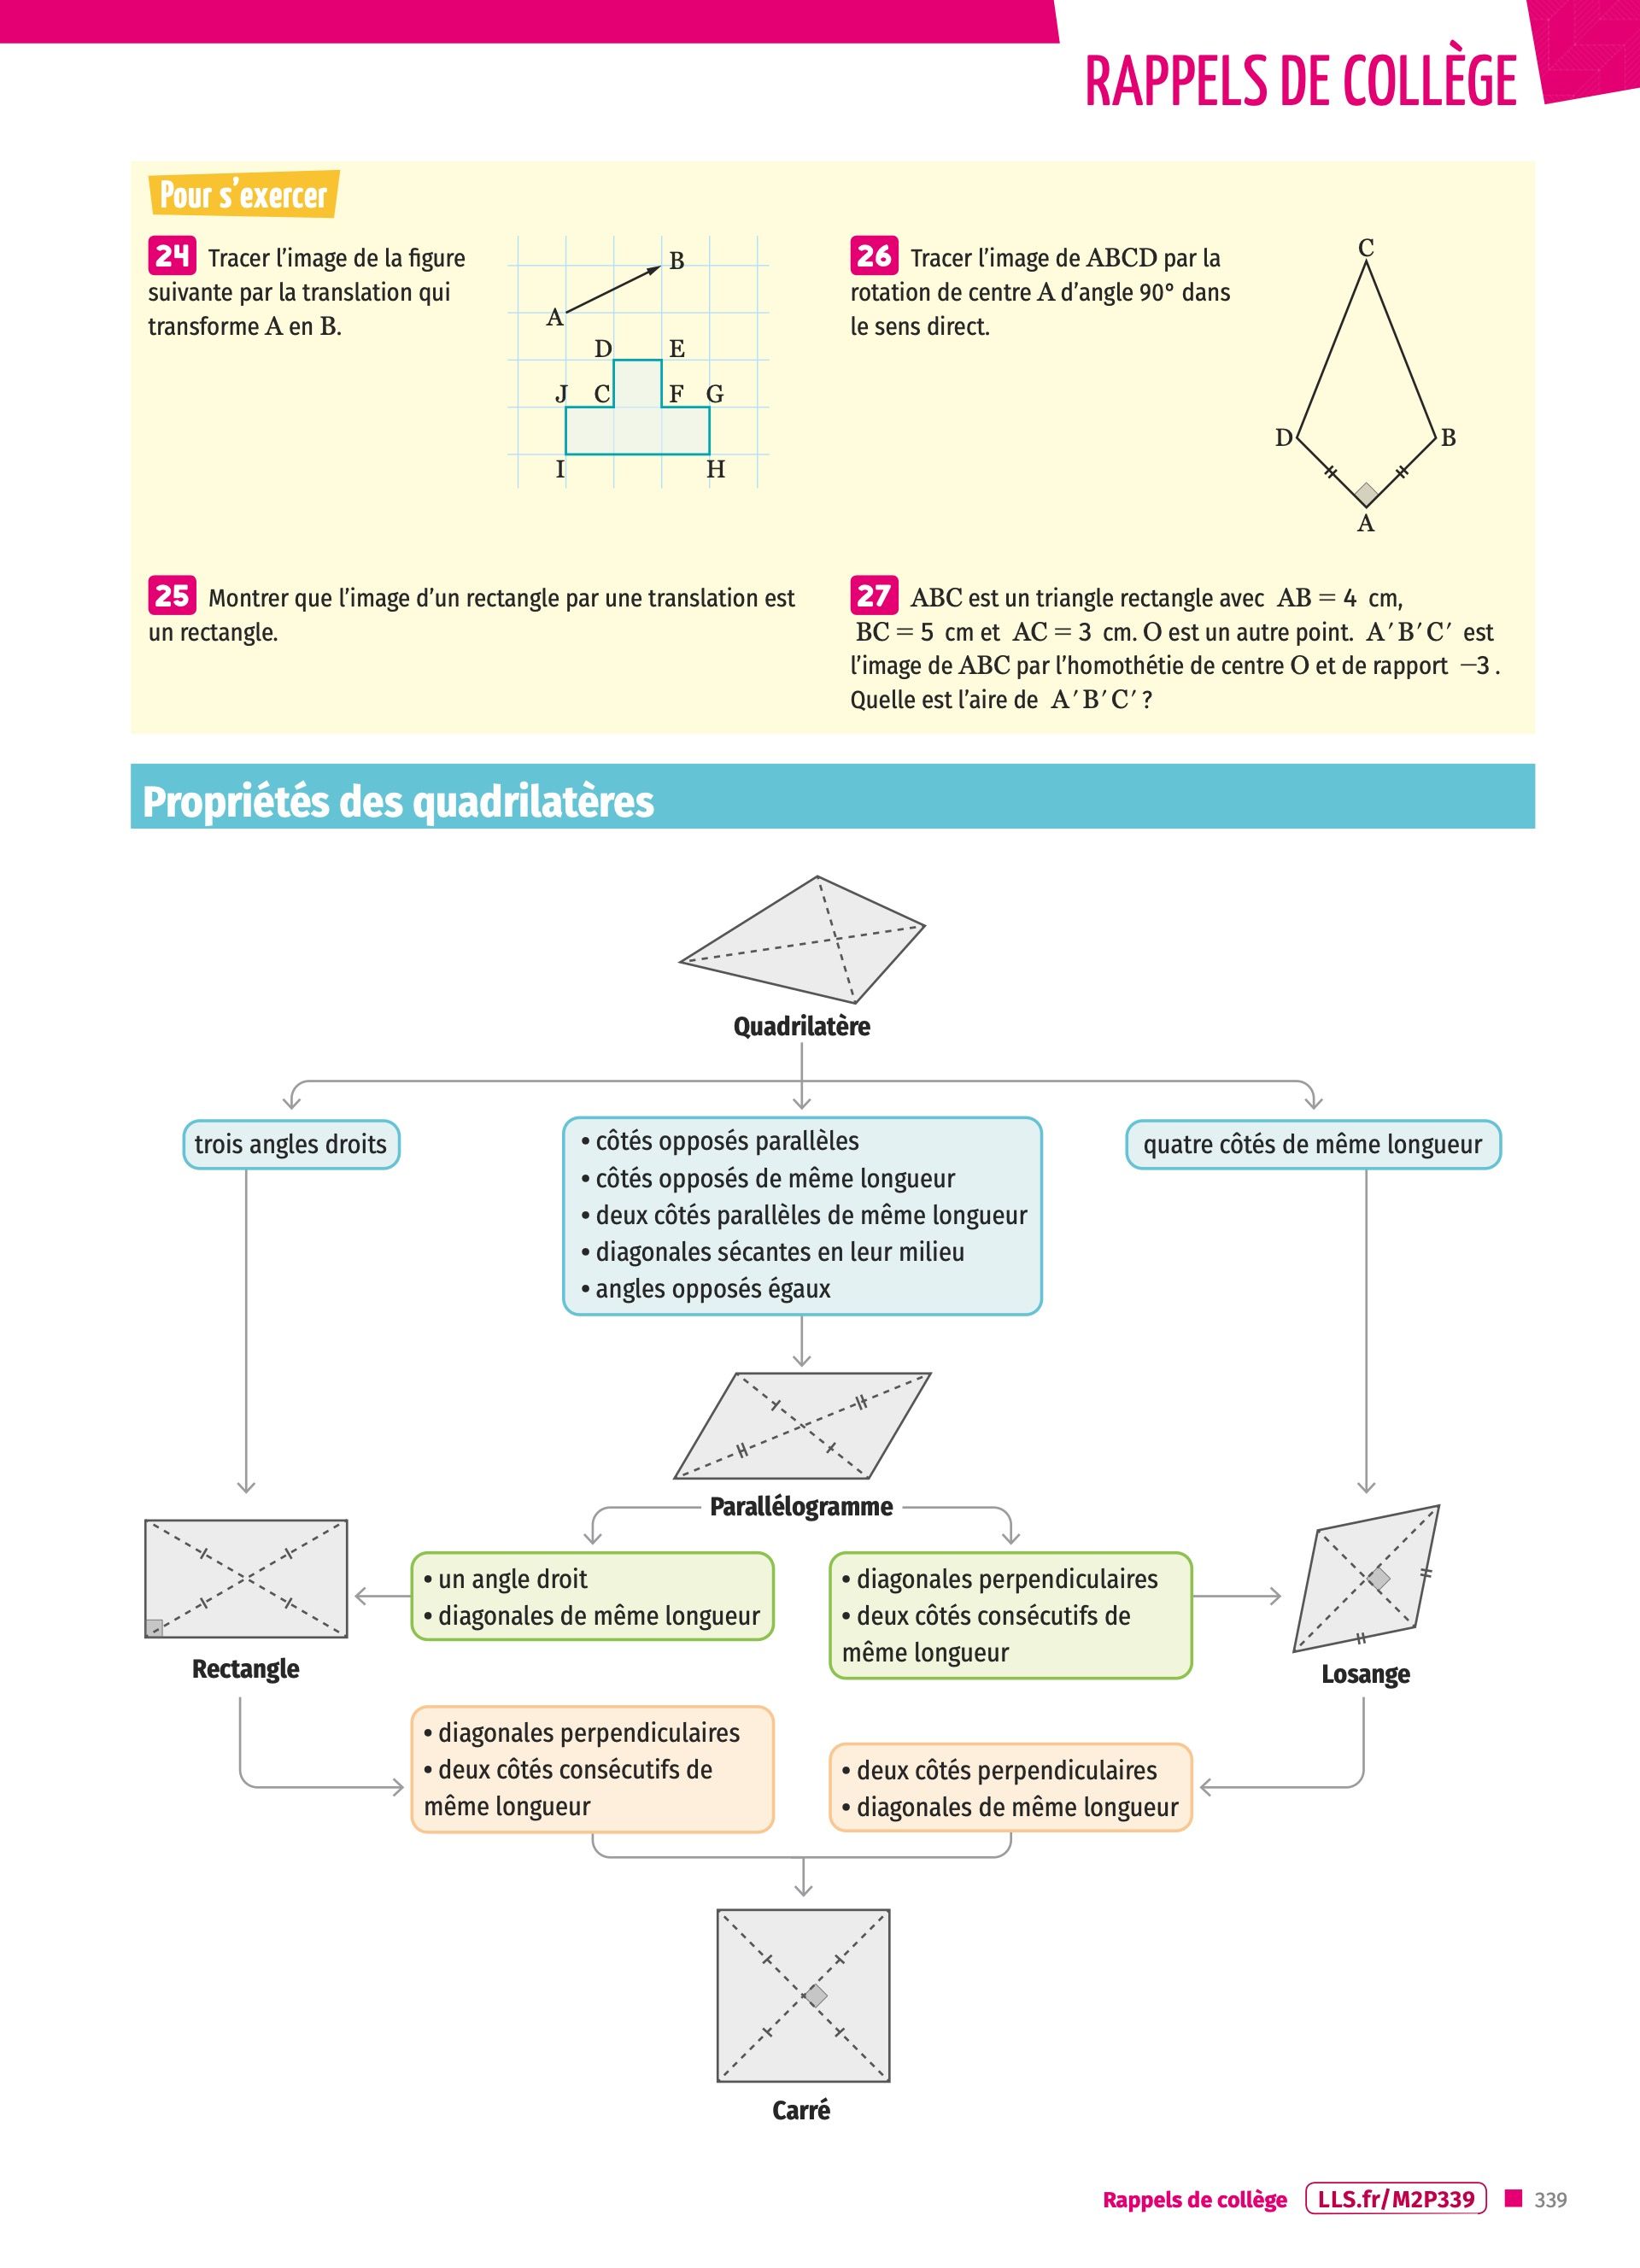 RAPPELS DE COLLÈGE
Pour s'exercer
24 Tracer l'image de la figure
suivante par la translation qui
transforme A en B.
B
A
D E
J C F G
I H
25 Montrer que l'image d'un rectangle par une translation est
un rectangle.
26 Tracer l'image de ABCD par la
rotation de centre A d'angle 90° dans
le sens direct.
C
D B
A
27 ABC est un triangle rectangle avec AB = 4 cm,
BC = 5 cm et AC = 3 cm. O est un autre point. A′B′C′ est
l'image de ABC par l'homothétie de centre O et de rapport −3.
Quelle est l'aire de A′B′C′ ?
Propriétés des quadrilatères
Quadrilatère
trois angles droits
• côtés opposés parallèles
• côtés opposés de même longueur
• deux côtés parallèles de même longueur
• diagonales sécantes en leur milieu
• angles opposés égaux
quatre côtés de même longueur
Parallélogramme
• un angle droit
• diagonales de même longueur
• diagonales perpendiculaires
• deux côtés consécutifs de
même longueur
Rectangle
Losange
• diagonales perpendiculaires
• deux côtés consécutifs de
même longueur
• deux côtés perpendiculaires
• diagonales de même longueur
Carré
Rappels de collège LLS.fr/M2P339 339